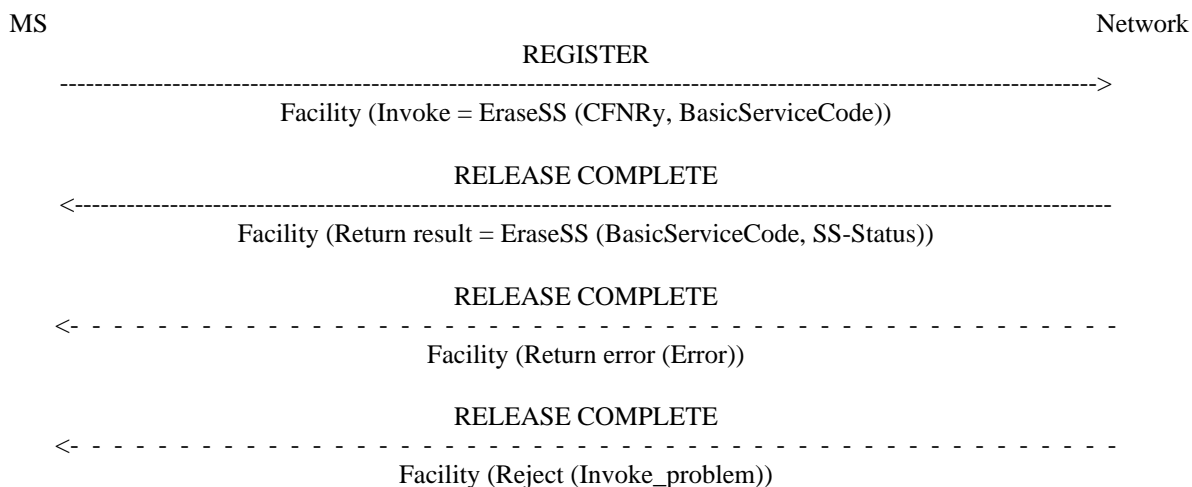 MS Network
REGISTER
Facility (Invoke = EraseSS (CFNRy, BasicServiceCode))
RELEASE COMPLETE
Facility (Return result = EraseSS (BasicServiceCode, SS-Status))
RELEASE COMPLETE
Facility (Return error (Error))
RELEASE COMPLETE
Facility (Reject (Invoke_problem))